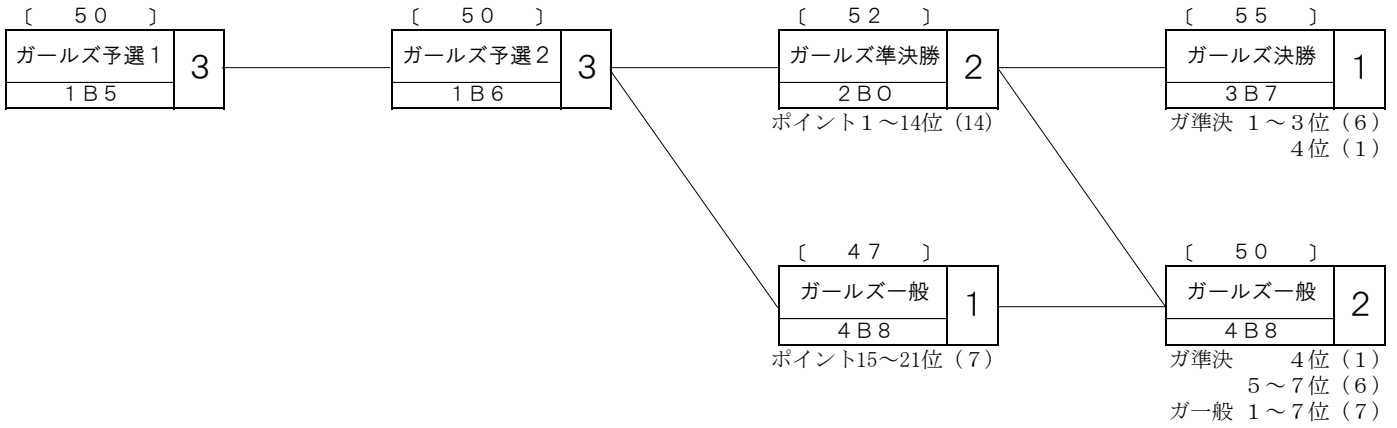 〔 50 〕
ガールズ予選1 3
1B5
〔 50 〕
ガールズ予選2 3
1B6
〔 52 〕
ガールズ準決勝 2
2B0
ポイント1～14位（14）
〔 55 〕
ガールズ決勝 1
3B7
ガ準決 1～3位（6）
4位（1）
〔 47 〕
ガールズ一般 1
4B8
ポイント15～21位（7）
〔 50 〕
ガールズ一般 2
4B8
ガ準決 4位（1）
5～7位（6）
ガ一般 1～7位（7）